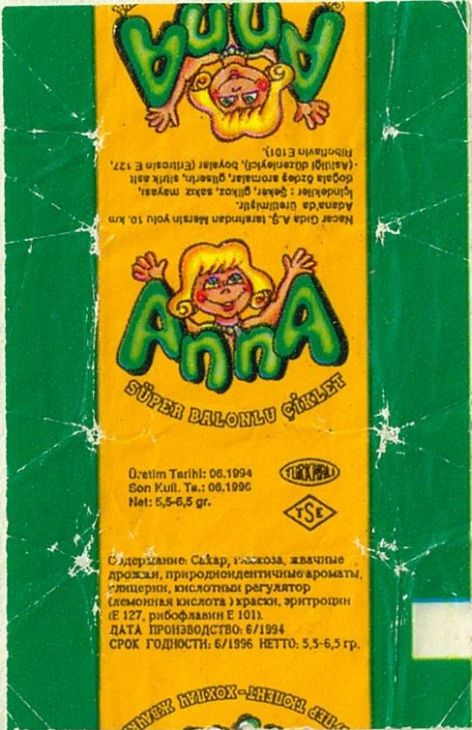 AnnA
Nacar Gıda A.Ş. tarafından Mersin yolu 10. km
Adana'da üretilmiştir.
İçindekiler : Şeker, glikoz, sakız mayası,
doğala özdeş aromalar, gliserin, sitrik asit
(Asitliği düzenleyici), boyalar (Eritrosin E 127,
Riboflavin E101).
AnnA
SÜPER BALONLU ÇİKLET
Üretim Tarihi: 06.1994
Son Kull. Ta.: 06.1996
Net: 5,5-6,5 gr.
TSE
Содержание: Сакар, глюкоза, жвачные
дрожжи, природноидентичные ароматы,
глицерин, кислотный регулятор
(лемонная кислота ) краски, эритроцин
(Е 127, рибофлавин Е 101).
ДАТА ПРОИЗВОДСТВО: 6/1994
СРОК ГОДНОСТИ: 6/1996 НЕТТО: 5,5-6,5 гр.